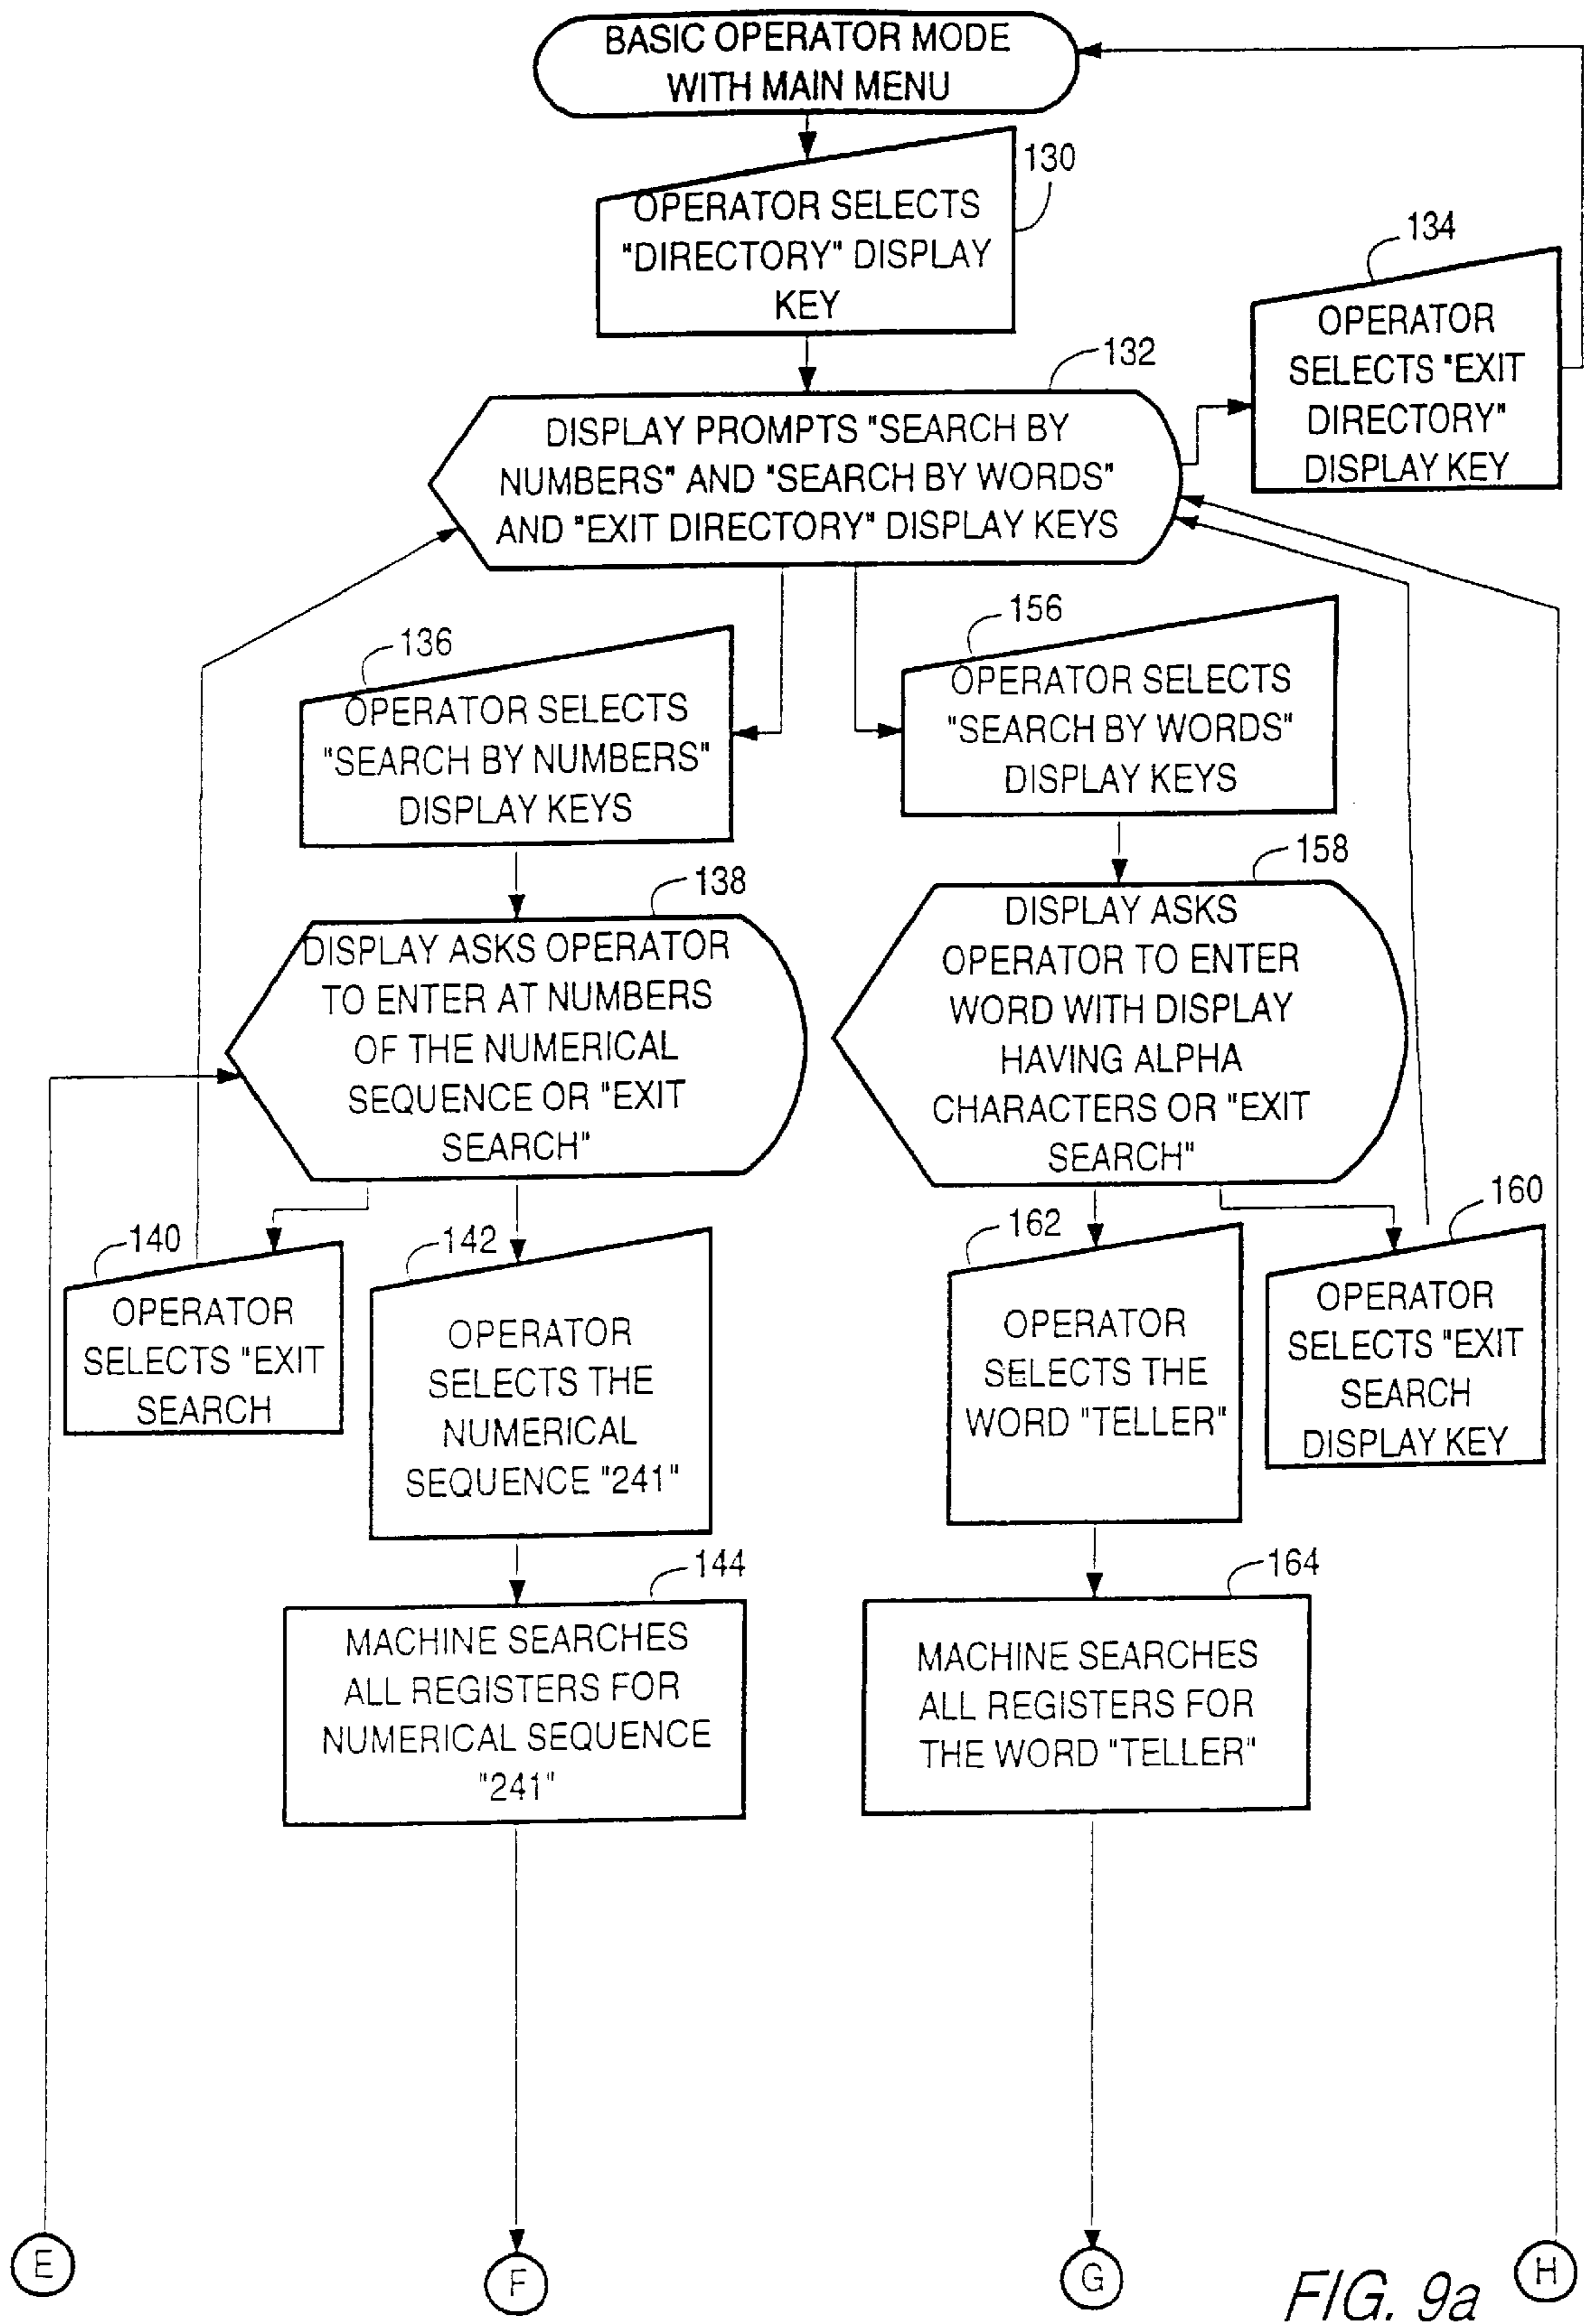 BASIC OPERATOR MODE
WITH MAIN MENU
130
OPERATOR SELECTS
"DIRECTORY" DISPLAY
KEY
134
OPERATOR
SELECTS "EXIT
DIRECTORY"
DISPLAY KEY
132
DISPLAY PROMPTS "SEARCH BY
NUMBERS" AND "SEARCH BY WORDS"
AND "EXIT DIRECTORY" DISPLAY KEYS
136
OPERATOR SELECTS
"SEARCH BY NUMBERS"
DISPLAY KEYS
156
OPERATOR SELECTS
"SEARCH BY WORDS"
DISPLAY KEYS
138
DISPLAY ASKS OPERATOR
TO ENTER AT NUMBERS
OF THE NUMERICAL
SEQUENCE OR "EXIT
SEARCH"
158
DISPLAY ASKS
OPERATOR TO ENTER
WORD WITH DISPLAY
HAVING ALPHA
CHARACTERS OR "EXIT
SEARCH"
140
OPERATOR
SELECTS "EXIT
SEARCH
142
OPERATOR
SELECTS THE
NUMERICAL
SEQUENCE "241"
162
OPERATOR
SELECTS THE
WORD "TELLER"
160
OPERATOR
SELECTS "EXIT
SEARCH
DISPLAY KEY
144
MACHINE SEARCHES
ALL REGISTERS FOR
NUMERICAL SEQUENCE
"241"
164
MACHINE SEARCHES
ALL REGISTERS FOR
THE WORD "TELLER"
E
F
G
H
FIG. 9a